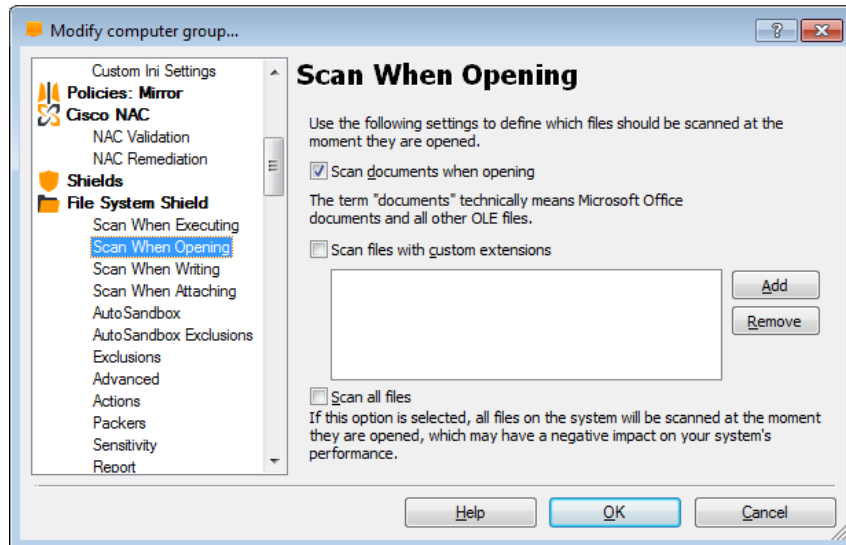 Modify computer group...
Custom Ini Settings
Policies: Mirror
Cisco NAC
NAC Validation
NAC Remediation
Shields
File System Shield
Scan When Executing
Scan When Opening
Scan When Writing
Scan When Attaching
AutoSandbox
AutoSandbox Exclusions
Exclusions
Advanced
Actions
Packers
Sensitivity
Report
Scan When Opening
Use the following settings to define which files should be scanned at the
moment they are opened.
Scan documents when opening
The term "documents" technically means Microsoft Office
documents and all other OLE files.
Scan files with custom extensions
Add
Remove
Scan all files
If this option is selected, all files on the system will be scanned at the moment
they are opened, which may have a negative impact on your system's
performance.
Help
OK
Cancel